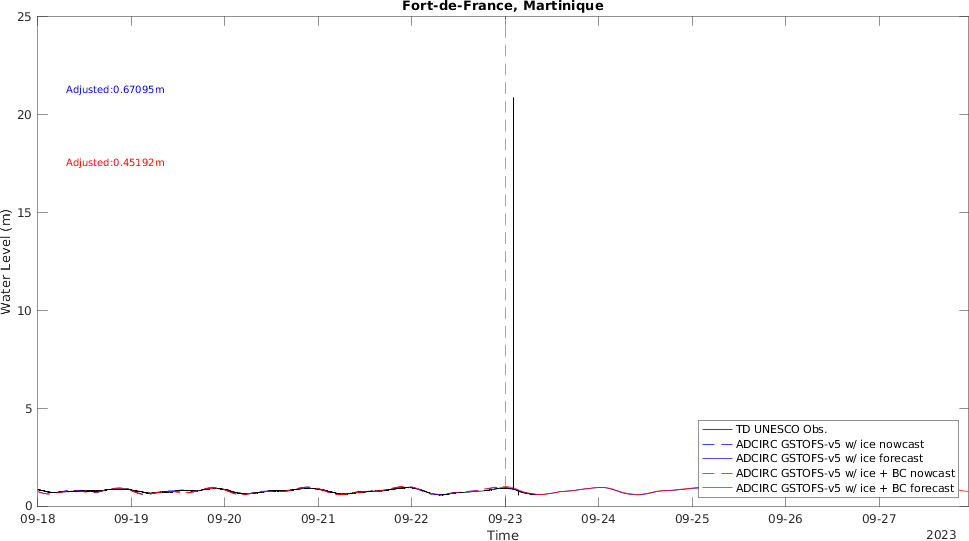 Fort-de-France, Martinique
25
20
15
10
5
0
Water Level (m)
Adjusted:0.67095m
Adjusted:0.45192m
TD UNESCO Obs.
ADCIRC GSTOFS-v5 w/ ice nowcast
ADCIRC GSTOFS-v5 w/ ice forecast
ADCIRC GSTOFS-v5 w/ ice + BC nowcast
ADCIRC GSTOFS-v5 w/ ice + BC forecast
09-18 09-19 09-20 09-21 09-22 09-23 09-24 09-25 09-26 09-27
Time
2023